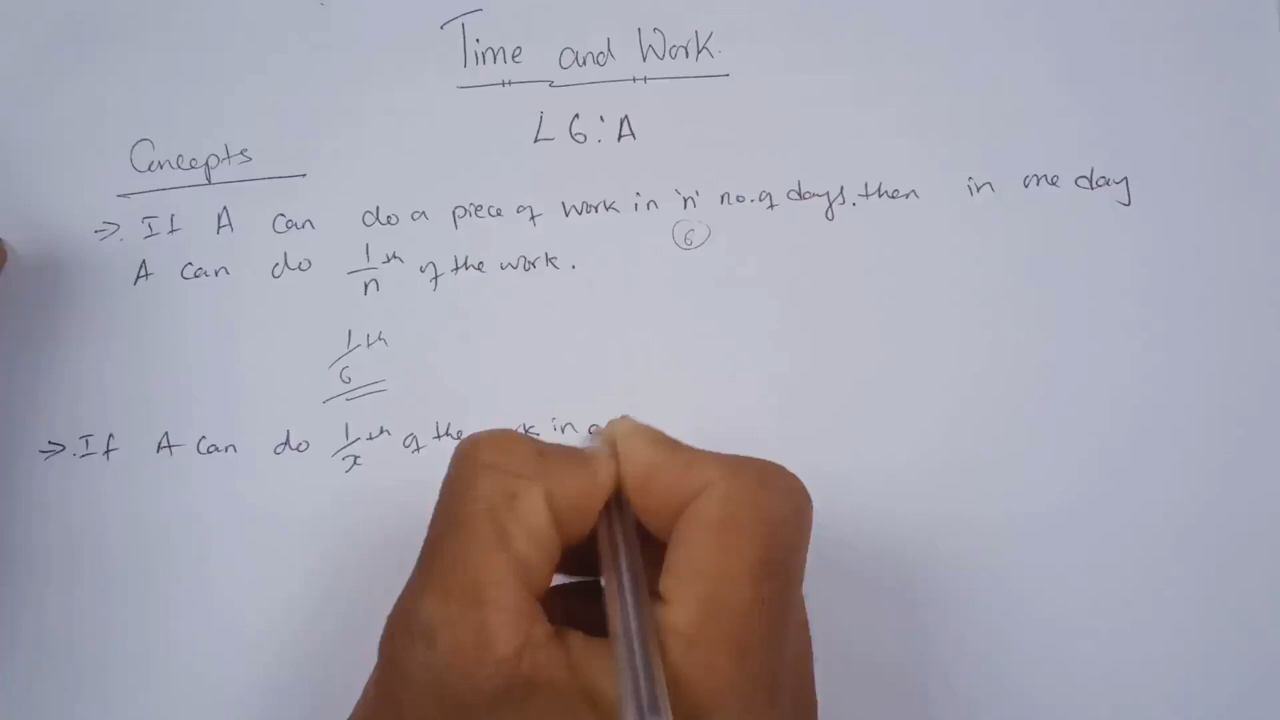 Time and Work.
L6:A
Concepts
→. If A can do a piece of work in 'n' no. of days. then in one day
6
A can do 1/n th of the work.
1/6 th
→. If A can do 1/x th of the in